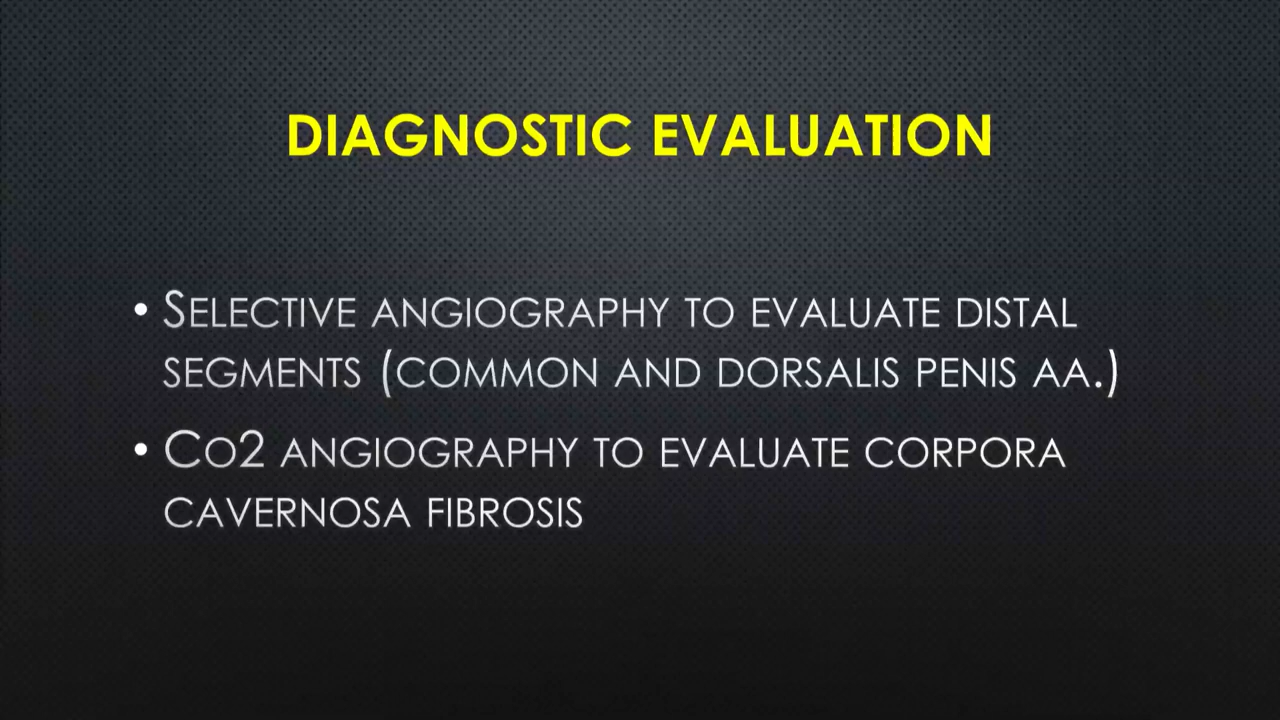 DIAGNOSTIC EVALUATION
• SELECTIVE ANGIOGRAPHY TO EVALUATE DISTAL
SEGMENTS (COMMON AND DORSALIS PENIS AA.)
• CO2 ANGIOGRAPHY TO EVALUATE CORPORA
CAVERNOSA FIBROSIS